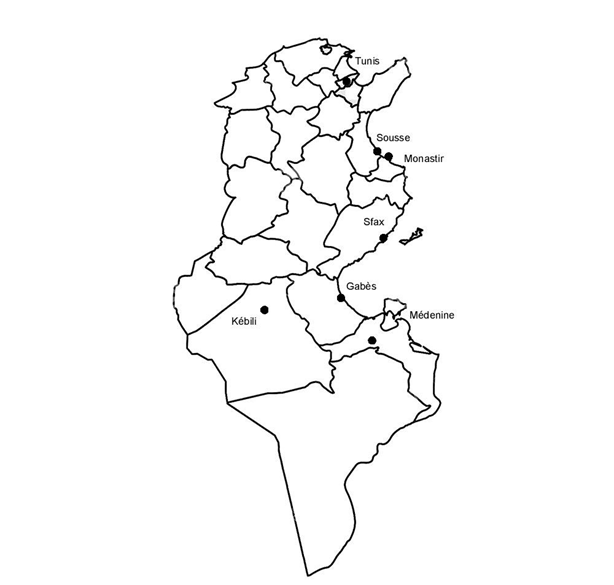 Tunis
Sousse
Monastir
Sfax
Gabès
Médenine
Kébili